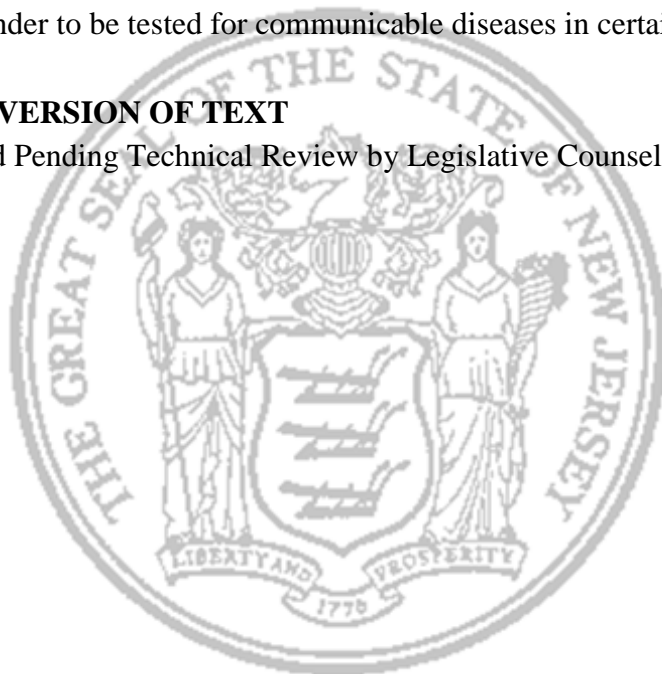 nder to be tested for communicable diseases in certai
VERSION OF TEXT
d Pending Technical Review by Legislative Counsel
THE GREAT SEAL OF THE STATE OF NEW JERSEY
LIBERTY AND PROSPERITY
1776